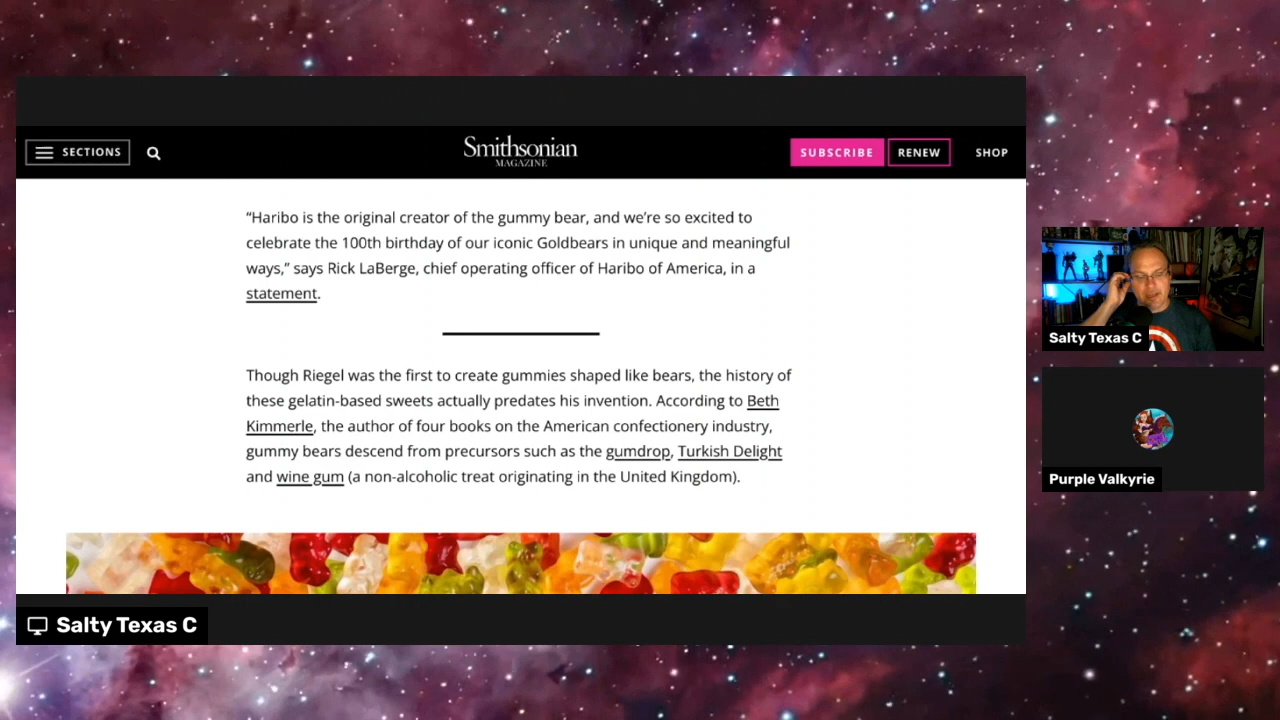 SECTIONS
Smithsonian
MAGAZINE
SUBSCRIBE
RENEW
SHOP
“Haribo is the original creator of the gummy bear, and we’re so excited to
celebrate the 100th birthday of our iconic Goldbears in unique and meaningful
ways,” says Rick LaBerge, chief operating officer of Haribo of America, in a
statement.
Though Riegel was the first to create gummies shaped like bears, the history of
these gelatin-based sweets actually predates his invention. According to Beth
Kimmerle, the author of four books on the American confectionery industry,
gummy bears descend from precursors such as the gumdrop, Turkish Delight
and wine gum (a non-alcoholic treat originating in the United Kingdom).
Salty Texas C
Salty Texas C
Purple Valkyrie